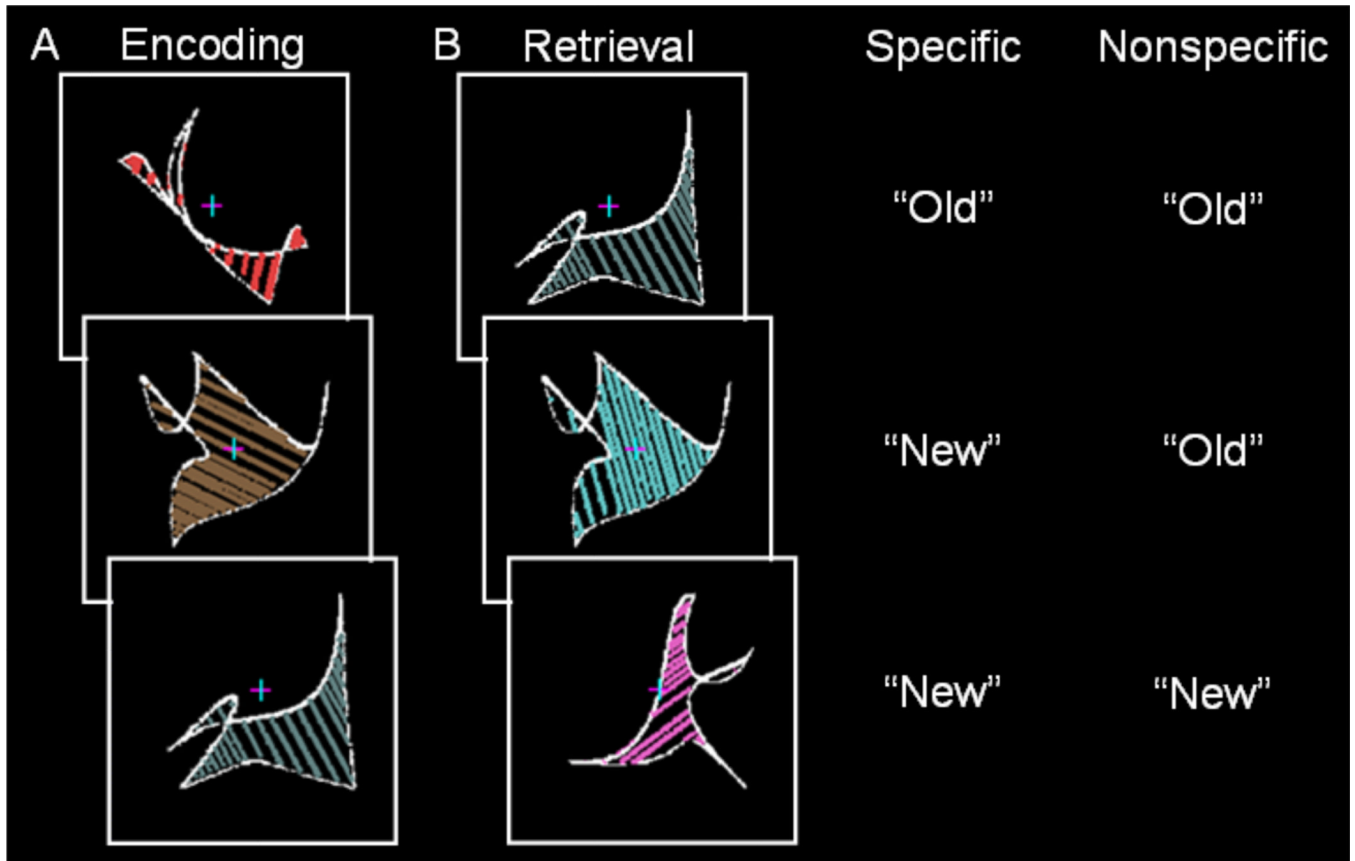 A Encoding B Retrieval Specific Nonspecific
“Old” “Old”
“New” “Old”
“New” “New”